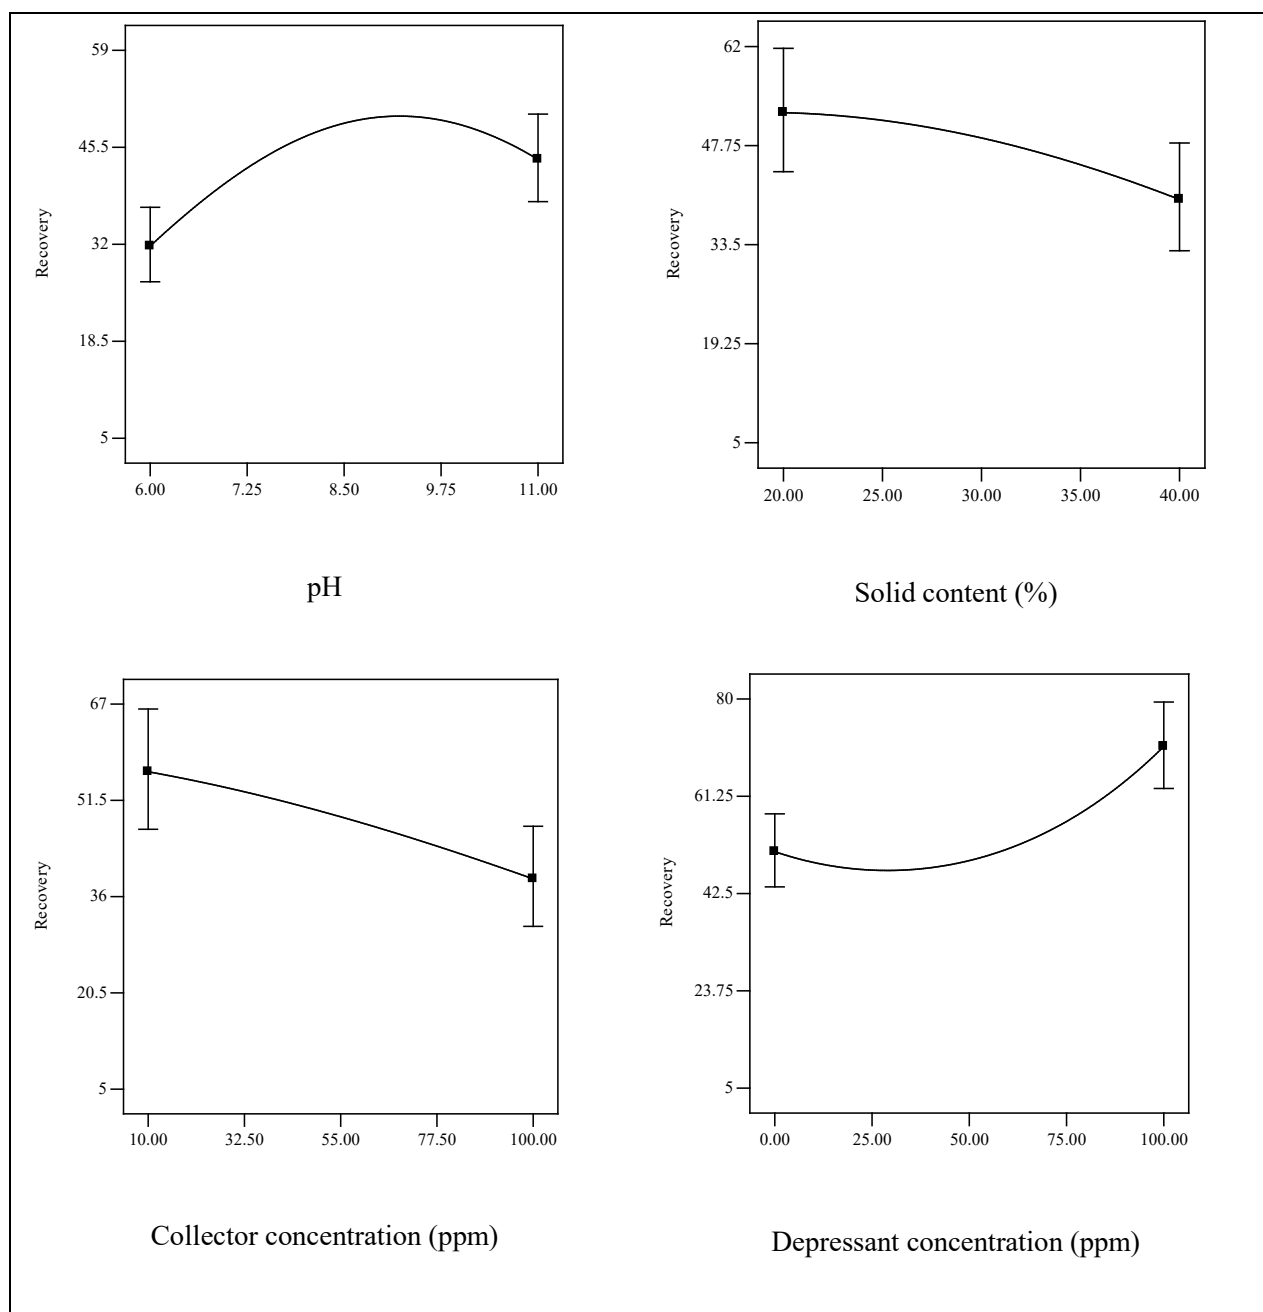 59
45.5
32
18.5
5
Recovery
6.00 7.25 8.50 9.75 11.00
pH
62
47.75
33.5
19.25
5
Recovery
20.00 25.00 30.00 35.00 40.00
Solid content (%)
67
51.5
36
20.5
5
Recovery
10.00 32.50 55.00 77.50 100.00
Collector concentration (ppm)
80
61.25
42.5
23.75
5
Recovery
0.00 25.00 50.00 75.00 100.00
Depressant concentration (ppm)